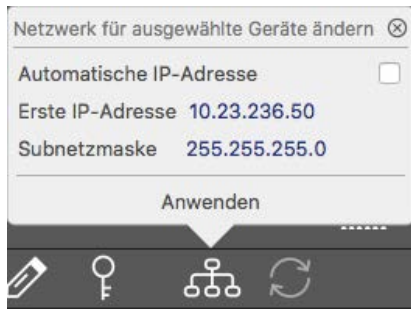 Netzwerk für ausgewählte Geräte ändern
Automatische IP-Adresse
Erste IP-Adresse 10.23.236.50
Subnetzmaske 255.255.255.0
Anwenden